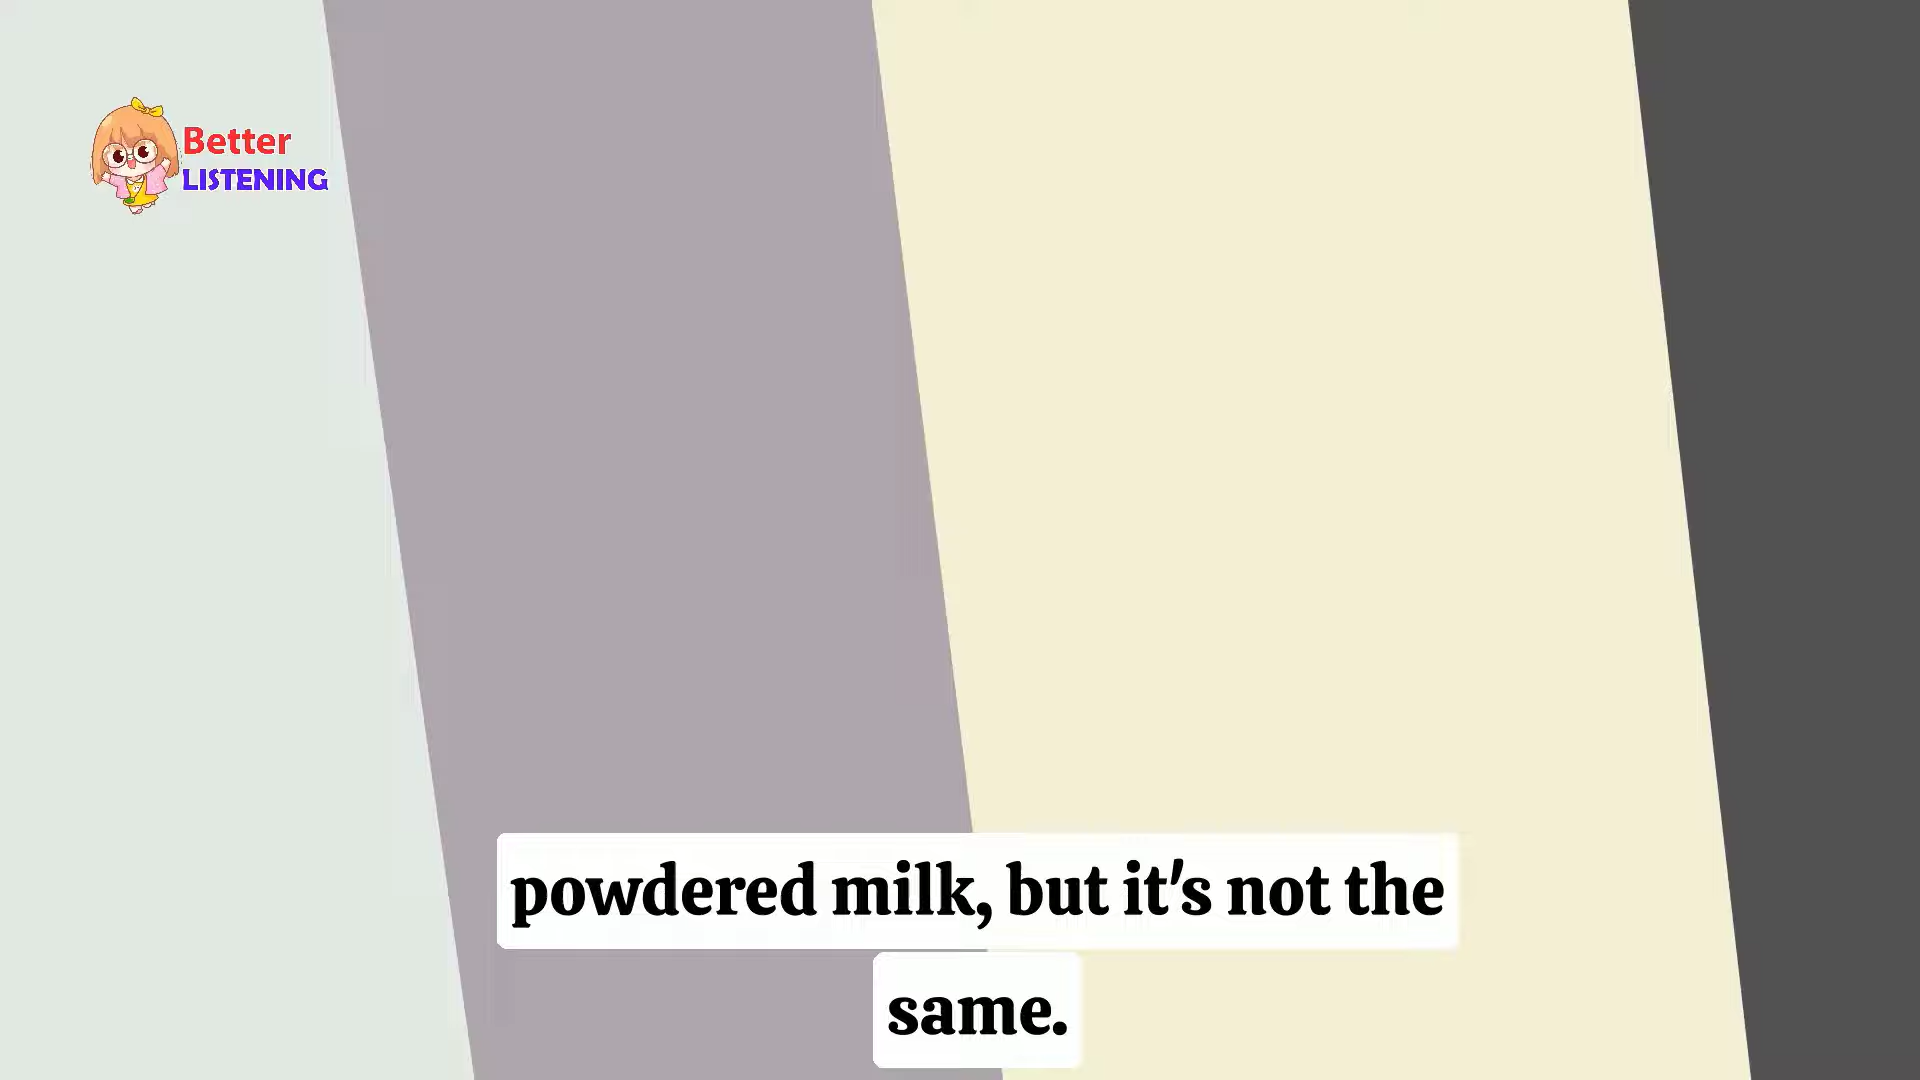 Better
LISTENING
powdered milk, but it's not the
same.